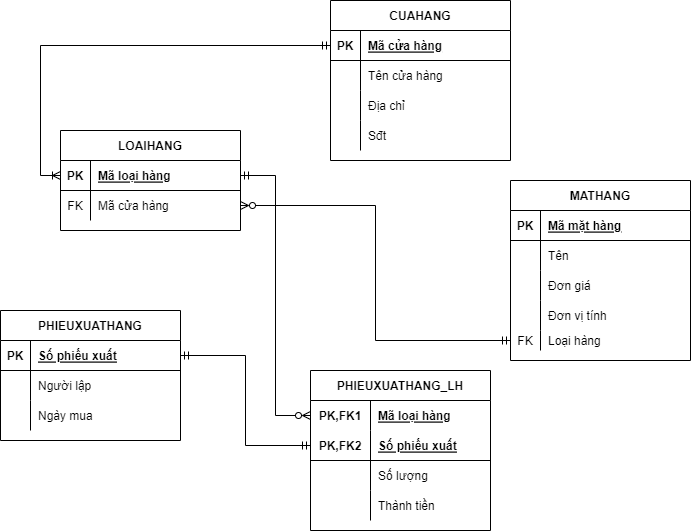 CUAHANG
PK Mã cửa hàng
Tên cửa hàng
Địa chỉ
Sđt
LOAIHANG
PK Mã loại hàng
FK Mã cửa hàng
MATHANG
PK Mã mặt hàng
Tên
Đơn giá
Đơn vị tính
FK Loại hàng
PHIEUXUATHANG
PK Số phiếu xuất
Người lập
Ngày mua
PHIEUXUATHANG_LH
PK,FK1 Mã loại hàng
PK,FK2 Số phiếu xuất
Số lượng
Thành tiền